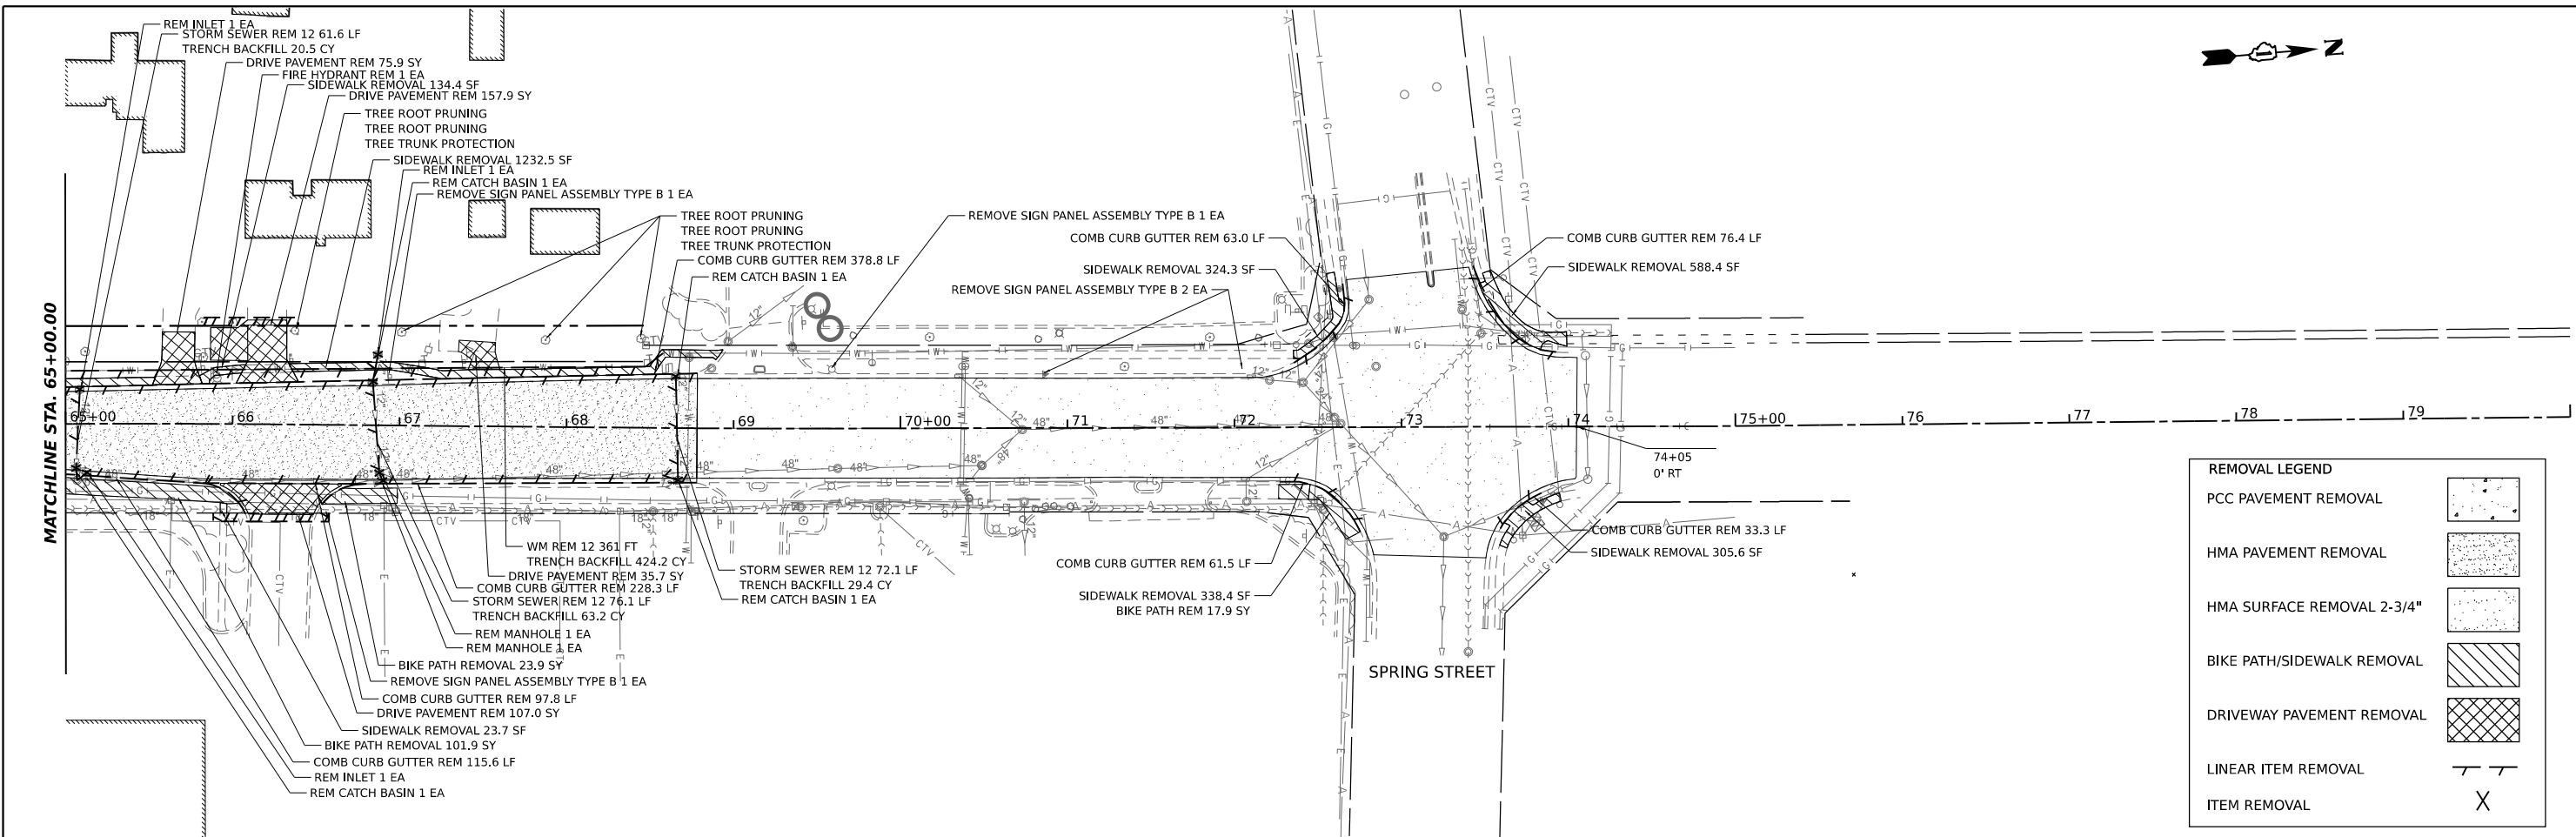 REM INLET 1 EA
STORM SEWER REM 12 61.6 LF
TRENCH BACKFILL 20.5 CY
DRIVE PAVEMENT REM 75.9 SY
FIRE HYDRANT REM 1 EA
SIDEWALK REMOVAL 134.4 SF
DRIVE PAVEMENT REM 157.9 SY
TREE ROOT PRUNING
TREE ROOT PRUNING
TREE TRUNK PROTECTION
SIDEWALK REMOVAL 1232.5 SF
REM INLET 1 EA
REM CATCH BASIN 1 EA
REMOVE SIGN PANEL ASSEMBLY TYPE B 1 EA
TREE ROOT PRUNING
TREE ROOT PRUNING
TREE TRUNK PROTECTION
COMB CURB GUTTER REM 378.8 LF
REM CATCH BASIN 1 EA
REMOVE SIGN PANEL ASSEMBLY TYPE B 1 EA
COMB CURB GUTTER REM 63.0 LF
SIDEWALK REMOVAL 324.3 SF
REMOVE SIGN PANEL ASSEMBLY TYPE B 2 EA
COMB CURB GUTTER REM 76.4 LF
SIDEWALK REMOVAL 588.4 SF
N
MATCHLINE STA. 65+00.00
65+00
66
67
68
69
70+00
71
72
73
74
75+00
76
77
78
79
74+05
0' RT
WM REM 12 361 FT
TRENCH BACKFILL 424.2 CY
DRIVE PAVEMENT REM 35.7 SY
COMB CURB GUTTER REM 228.3 LF
STORM SEWER REM 12 76.1 LF
TRENCH BACKFILL 63.2 CY
REM MANHOLE 1 EA
REM MANHOLE 1 EA
BIKE PATH REMOVAL 23.9 SY
REMOVE SIGN PANEL ASSEMBLY TYPE B 1 EA
COMB CURB GUTTER REM 97.8 LF
DRIVE PAVEMENT REM 107.0 SY
SIDEWALK REMOVAL 23.7 SF
BIKE PATH REMOVAL 101.9 SY
COMB CURB GUTTER REM 115.6 LF
REM INLET 1 EA
REM CATCH BASIN 1 EA
STORM SEWER REM 12 72.1 LF
TRENCH BACKFILL 29.4 CY
REM CATCH BASIN 1 EA
COMB CURB GUTTER REM 61.5 LF
SIDEWALK REMOVAL 338.4 SF
BIKE PATH REM 17.9 SY
COMB CURB GUTTER REM 33.3 LF
SIDEWALK REMOVAL 305.6 SF
SPRING STREET
REMOVAL LEGEND
PCC PAVEMENT REMOVAL
HMA PAVEMENT REMOVAL
HMA SURFACE REMOVAL 2-3/4"
BIKE PATH/SIDEWALK REMOVAL
DRIVEWAY PAVEMENT REMOVAL
LINEAR ITEM REMOVAL
ITEM REMOVAL